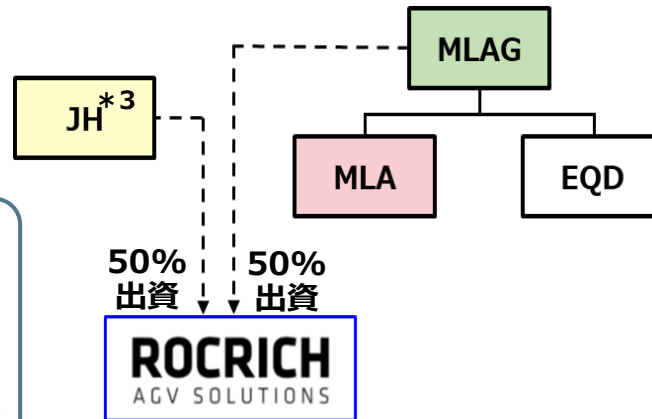 MLAG
JH*3
MLA
EQD
50%
出資
50%
出資
ROCRICH
AGV SOLUTIONS